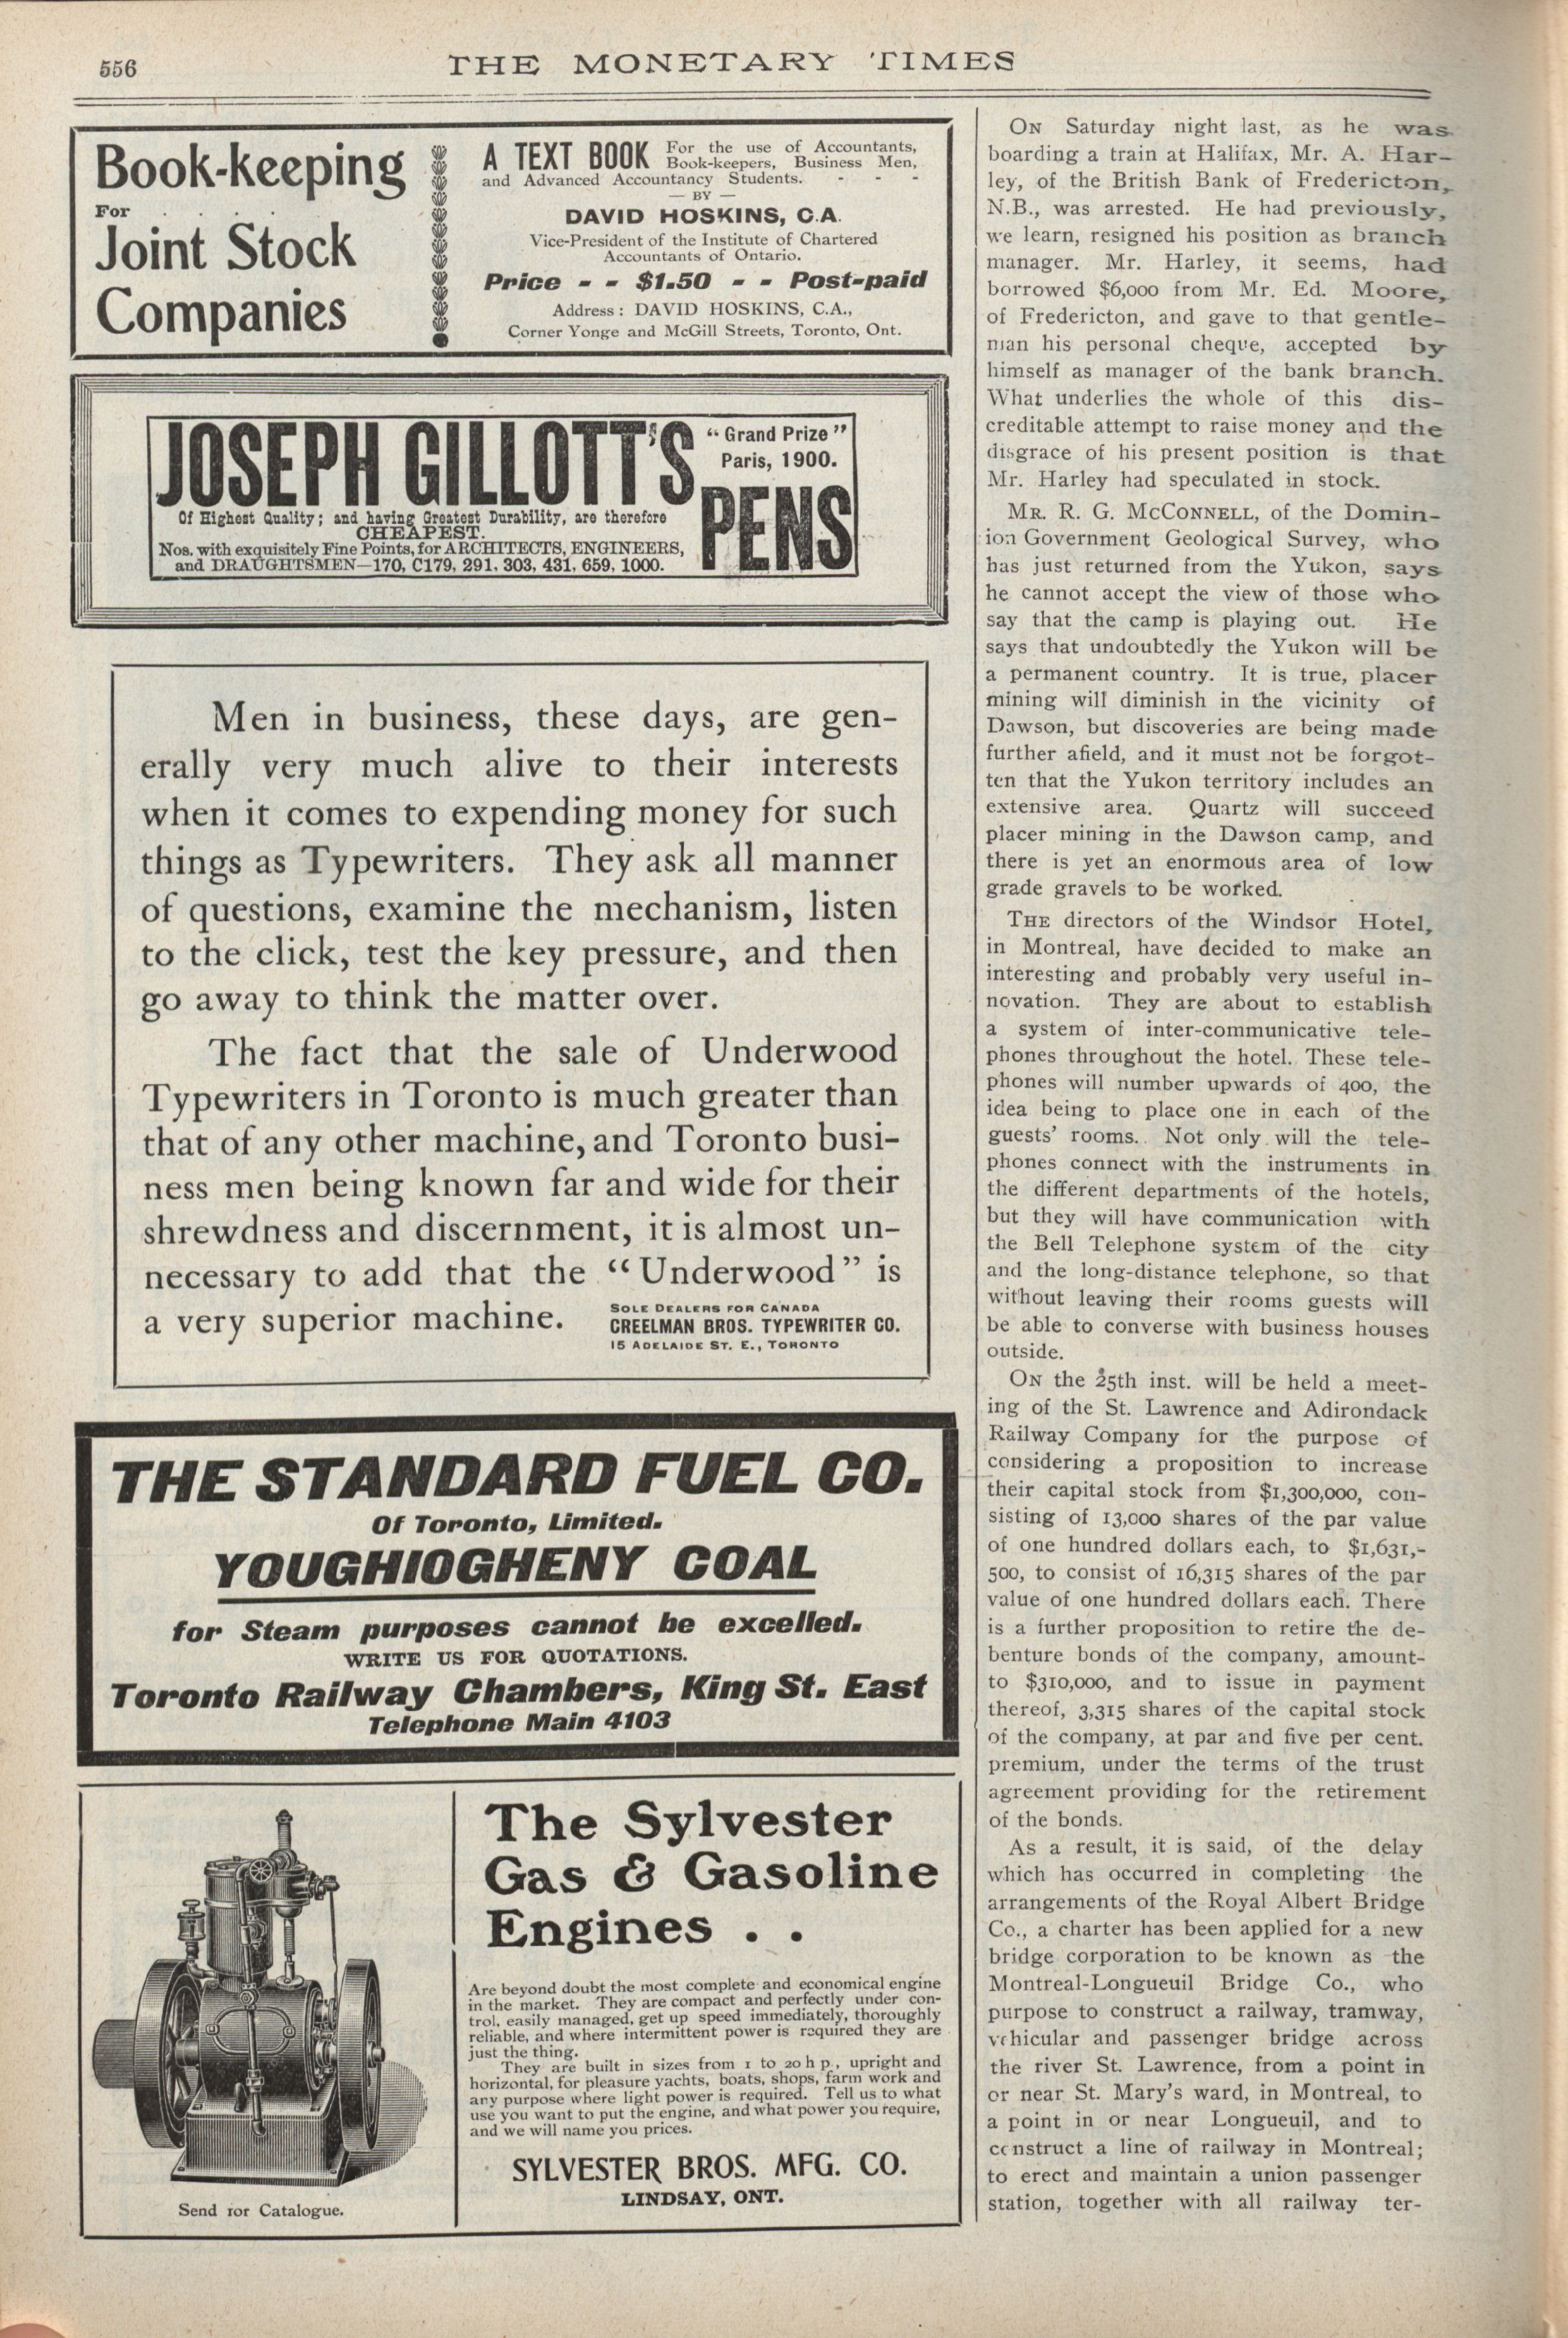 556
THE MONETARY TIMES
Book-keeping
For . . . .
Joint Stock
Companies
A TEXT BOOK For the use of Accountants,
Book-keepers, Business Men,
and Advanced Accountancy Students. - - -
— BY —
DAVID HOSKINS, C.A.
Vice-President of the Institute of Chartered
Accountants of Ontario.
Price - - $1.50 - - Post-paid
Address: DAVID HOSKINS, C.A.,
Corner Yonge and McGill Streets, Toronto, Ont.
JOSEPH GILLOTT'S
"Grand Prize"
Paris, 1900.
PENS
Of Highest Quality; and having Greatest Durability, are therefore
CHEAPEST.
Nos. with exquisitely Fine Points, for ARCHITECTS, ENGINEERS,
and DRAUGHTSMEN—170, C179, 291, 303, 431, 659, 1000.
Men in business, these days, are gen-
erally very much alive to their interests
when it comes to expending money for such
things as Typewriters. They ask all manner
of questions, examine the mechanism, listen
to the click, test the key pressure, and then
go away to think the matter over.
The fact that the sale of Underwood
Typewriters in Toronto is much greater than
that of any other machine, and Toronto busi-
ness men being known far and wide for their
shrewdness and discernment, it is almost un-
necessary to add that the "Underwood" is
a very superior machine.
SOLE DEALERS FOR CANADA
CREELMAN BROS. TYPEWRITER CO.
15 ADELAIDE ST. E., TORONTO
THE STANDARD FUEL CO.
Of Toronto, Limited.
YOUGHIOGHENY COAL
for Steam purposes cannot be excelled.
WRITE US FOR QUOTATIONS.
Toronto Railway Chambers, King St. East
Telephone Main 4103
Send for Catalogue.
The Sylvester
Gas & Gasoline
Engines . .
Are beyond doubt the most complete and economical engine
in the market. They are compact and perfectly under con-
trol, easily managed, get up speed immediately, thoroughly
reliable, and where intermittent power is required they are
just the thing.
They are built in sizes from 1 to 20 h p., upright and
horizontal, for pleasure yachts, boats, shops, farm work and
any purpose where light power is required. Tell us to what
use you want to put the engine, and what power you require,
and we will name you prices.
SYLVESTER BROS. MFG. CO.
LINDSAY, ONT.
ON Saturday night last, as he was
boarding a train at Halifax, Mr. A. Har-
ley, of the British Bank of Fredericton,
N.B., was arrested. He had previously,
we learn, resigned his position as branch
manager. Mr. Harley, it seems, had
borrowed $6,000 from Mr. Ed. Moore,
of Fredericton, and gave to that gentle-
man his personal cheque, accepted by
himself as manager of the bank branch.
What underlies the whole of this dis-
creditable attempt to raise money and the
disgrace of his present position is that
Mr. Harley had speculated in stock.
MR. R. G. MCCONNELL, of the Domin-
ion Government Geological Survey, who
has just returned from the Yukon, says
he cannot accept the view of those who
say that the camp is playing out. He
says that undoubtedly the Yukon will be
a permanent country. It is true, placer
mining will diminish in the vicinity of
Dawson, but discoveries are being made
further afield, and it must not be forgot-
ten that the Yukon territory includes an
extensive area. Quartz will succeed
placer mining in the Dawson camp, and
there is yet an enormous area of low
grade gravels to be worked.
THE directors of the Windsor Hotel,
in Montreal, have decided to make an
interesting and probably very useful in-
novation. They are about to establish
a system of inter-communicative tele-
phones throughout the hotel. These tele-
phones will number upwards of 400, the
idea being to place one in each of the
guests' rooms. Not only will the tele-
phones connect with the instruments in
the different departments of the hotels,
but they will have communication with
the Bell Telephone system of the city
and the long-distance telephone, so that
without leaving their rooms guests will
be able to converse with business houses
outside.
ON the 25th inst. will be held a meet-
ing of the St. Lawrence and Adirondack
Railway Company for the purpose of
considering a proposition to increase
their capital stock from $1,300,000, con-
sisting of 13,000 shares of the par value
of one hundred dollars each, to $1,631,-
500, to consist of 16,315 shares of the par
value of one hundred dollars each. There
is a further proposition to retire the de-
benture bonds of the company, amount-
to $310,000, and to issue in payment
thereof, 3,315 shares of the capital stock
of the company, at par and five per cent.
premium, under the terms of the trust
agreement providing for the retirement
of the bonds.
As a result, it is said, of the delay
which has occurred in completing the
arrangements of the Royal Albert Bridge
Co., a charter has been applied for a new
bridge corporation to be known as the
Montreal-Longueuil Bridge Co., who
purpose to construct a railway, tramway,
vehicular and passenger bridge across
the river St. Lawrence, from a point in
or near St. Mary's ward, in Montreal, to
a point in or near Longueuil, and to
construct a line of railway in Montreal;
to erect and maintain a union passenger
station, together with all railway ter-